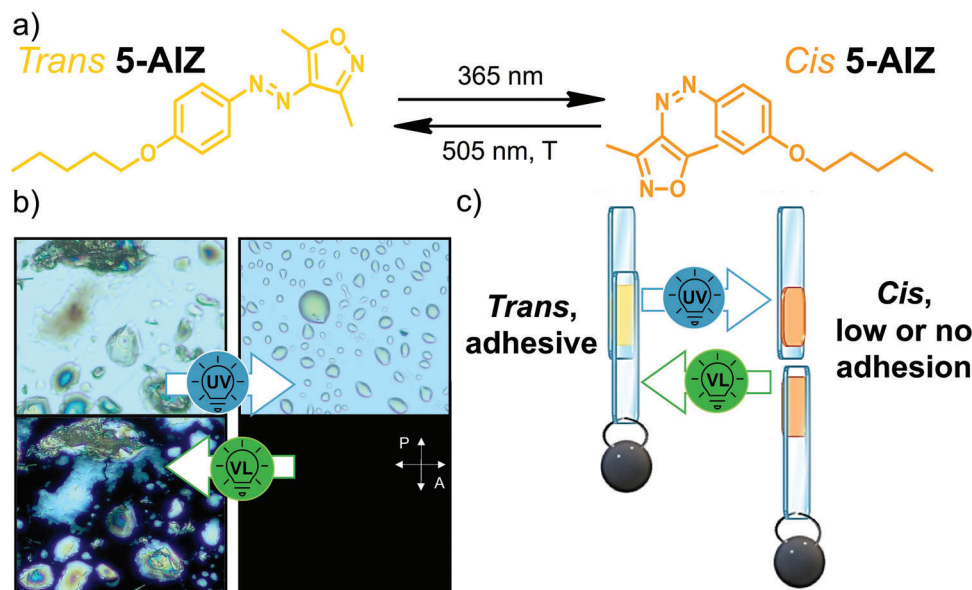 a)
Trans 5-AIZ
O
N
N
N
O
365 nm
505 nm, T
Cis 5-AIZ
N
N
N
O
O
b)
UV
VL
P
A
c)
Trans,
adhesive
UV
VL
Cis,
low or no
adhesion